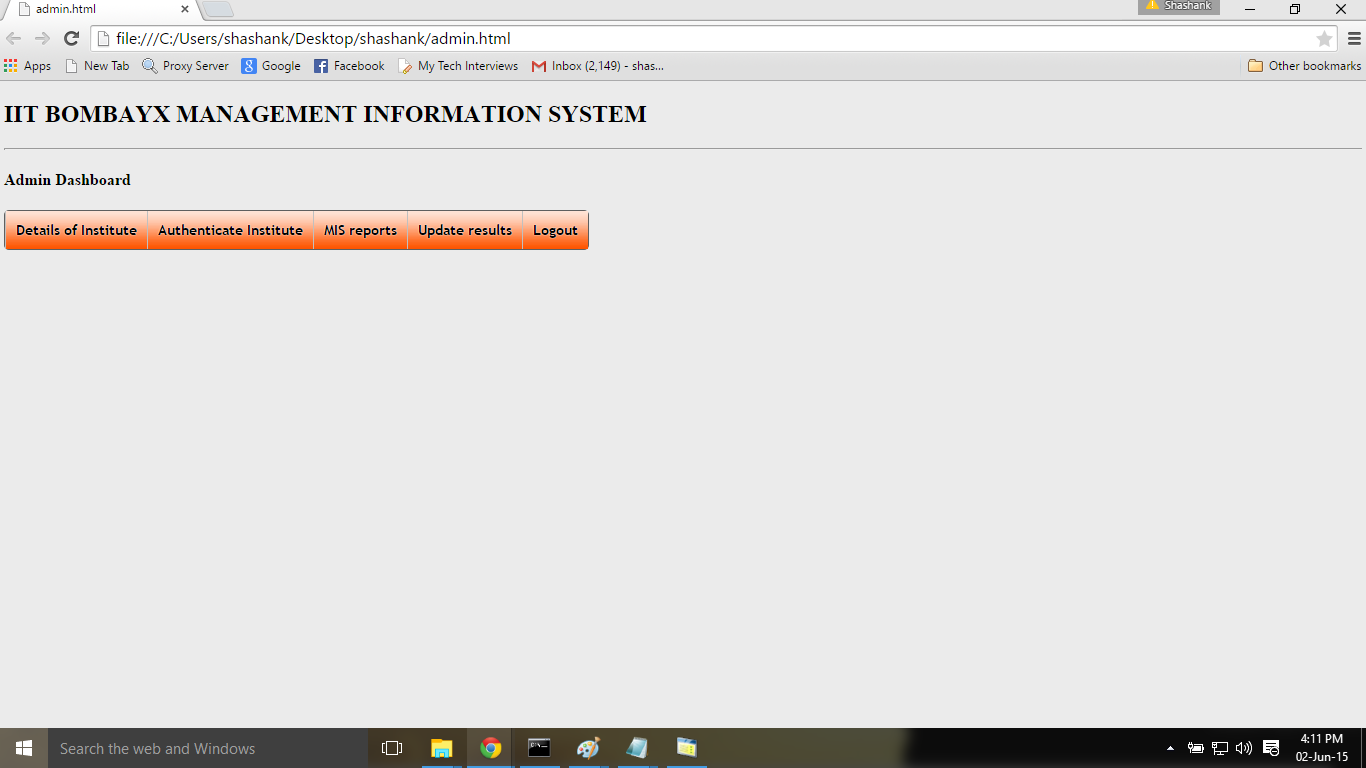 admin.html
Shashank
file:///C:/Users/shashank/Desktop/shashank/admin.html
Apps New Tab Proxy Server Google Facebook My Tech Interviews Inbox (2,149) - shas... Other bookmarks
IIT BOMBAYX MANAGEMENT INFORMATION SYSTEM
Admin Dashboard
Details of Institute Authenticate Institute MIS reports Update results Logout
Search the web and Windows
4:11 PM
02-Jun-15